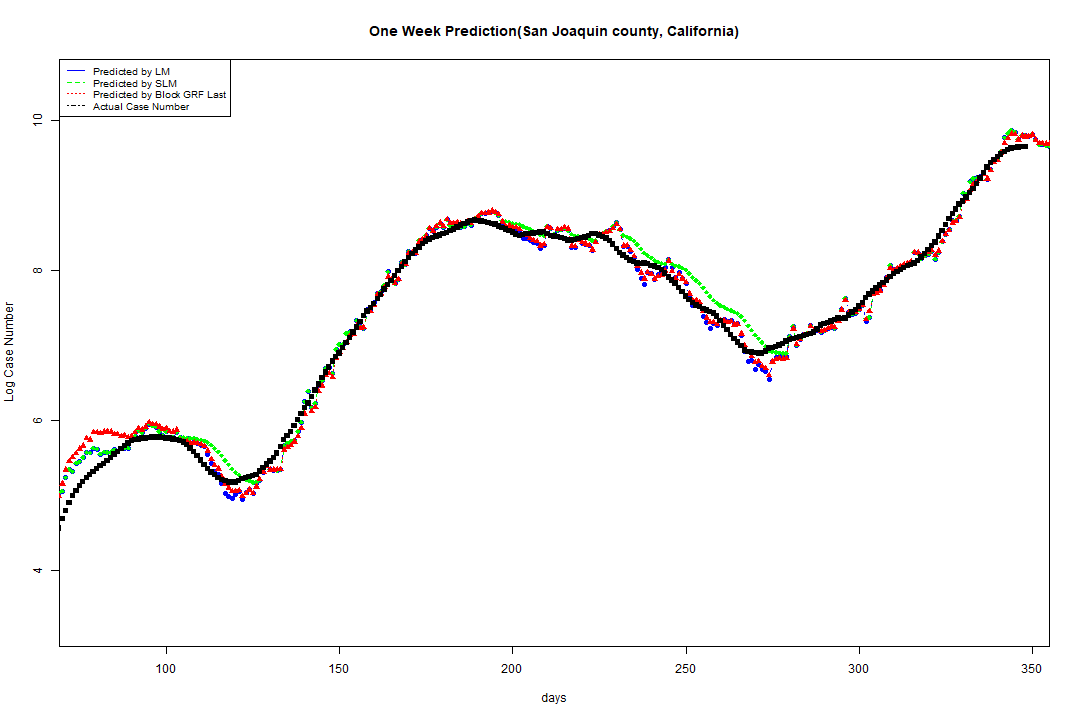 One Week Prediction(San Joaquin county, California)
Predicted by LM
Predicted by SLM
Predicted by Block GRF Last
Actual Case Number
10
8
6
4
Log Case Number
100 150 200 250 300 350
days